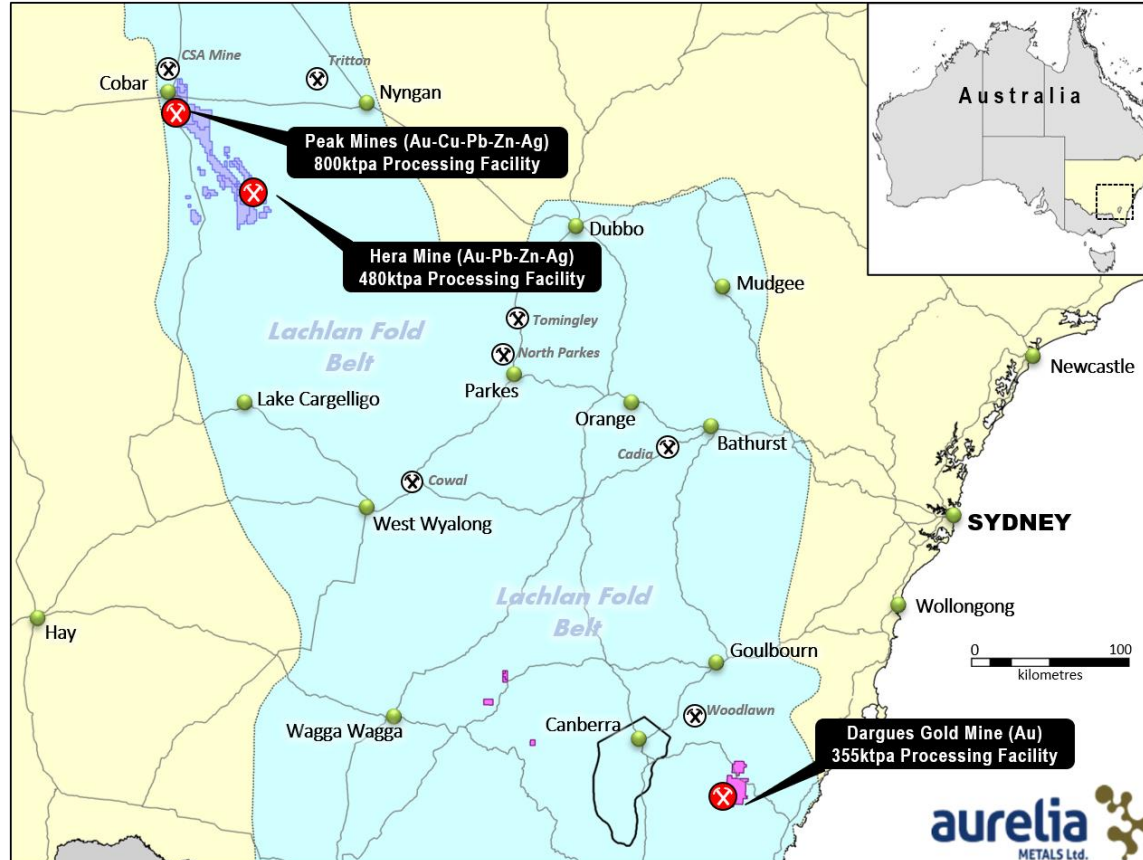 CSA Mine
Tritton
Cobar
Nyngan
Australia
Peak Mines (Au-Cu-Pb-Zn-Ag)
800ktpa Processing Facility
Dubbo
Hera Mine (Au-Pb-Zn-Ag)
480ktpa Processing Facility
Mudgee
Tomingley
Lachlan Fold
Belt
North Parkes
Newcastle
Parkes
Lake Cargelligo
Orange
Bathurst
Cadia
Cowal
West Wyalong
SYDNEY
Lachlan Fold
Belt
Wollongong
Hay
Goulbourn
0 100
kilometres
Woodlawn
Wagga Wagga
Canberra
Dargues Gold Mine (Au)
355ktpa Processing Facility
aurelia
METALS Ltd.